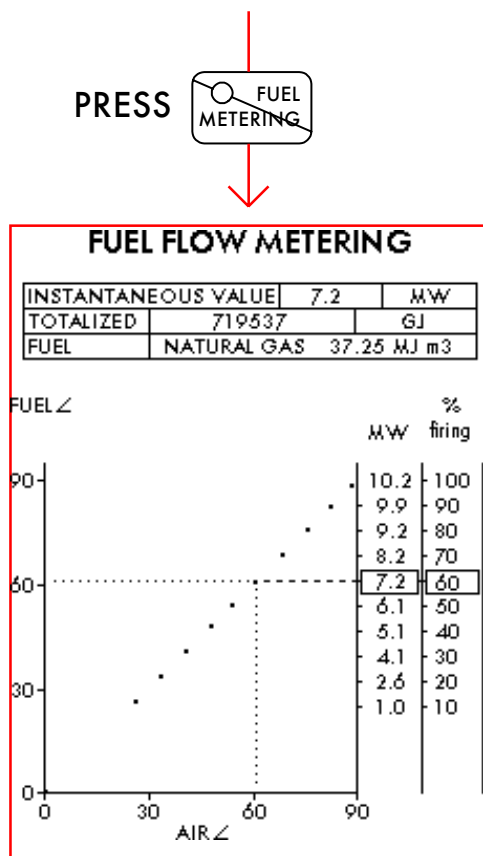 PRESS
FUEL
METERING
FUEL FLOW METERING
INSTANTANEOUS VALUE 7.2 MW
TOTALIZED 719537 GJ
FUEL NATURAL GAS 37.25 MJ m3
FUEL∠ %
MW firing
90 10.2 100
9.9 90
9.2 80
8.2 70
60 7.2 60
6.1 50
5.1 40
4.1 30
30 2.6 20
1.0 10
0
0 30 60 90
AIR∠